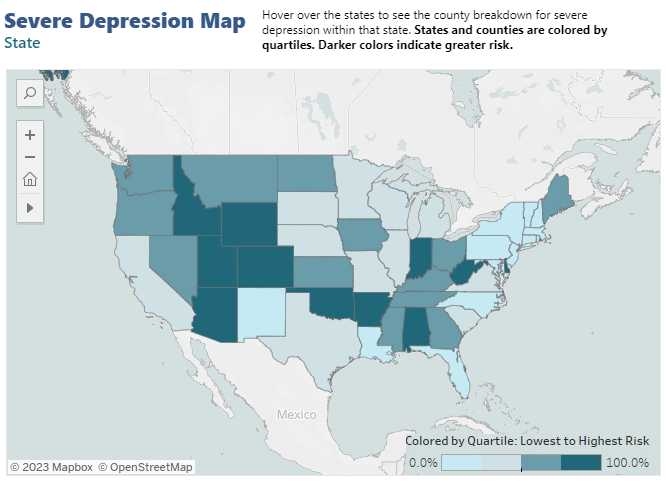 Severe Depression Map
State
Hover over the states to see the county breakdown for severe
depression within that state. States and counties are colored by
quartiles. Darker colors indicate greater risk.
Mexico
Colored by Quartile: Lowest to Highest Risk
0.0% 100.0%
© 2023 Mapbox © OpenStreetMap